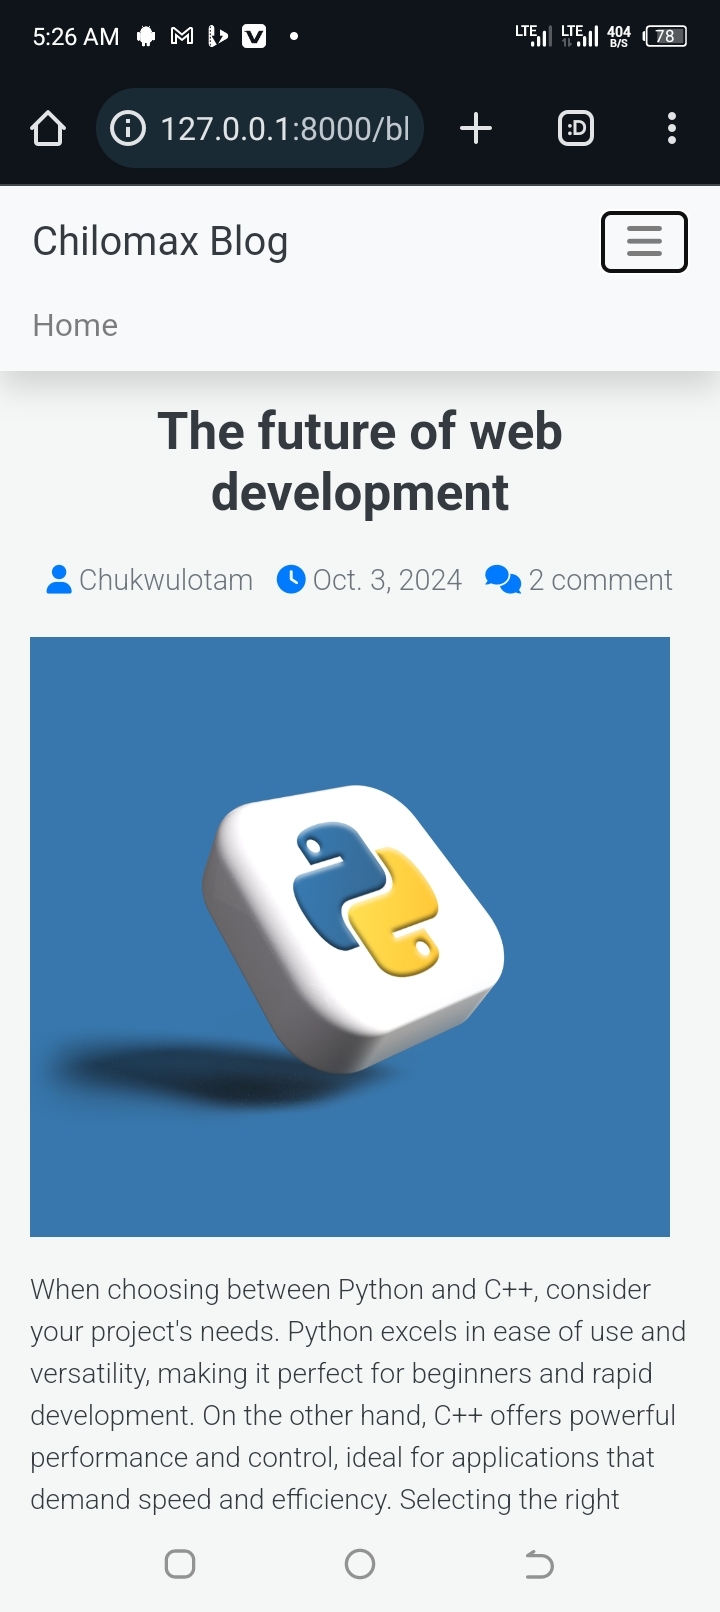 5:26 AM LTE LTE 404 B/S 78
127.0.0.1:8000/bl :D
Chilomax Blog
Home
The future of web
development
Chukwulotam Oct. 3, 2024 2 comment
When choosing between Python and C++, consider
your project's needs. Python excels in ease of use and
versatility, making it perfect for beginners and rapid
development. On the other hand, C++ offers powerful
performance and control, ideal for applications that
demand speed and efficiency. Selecting the right